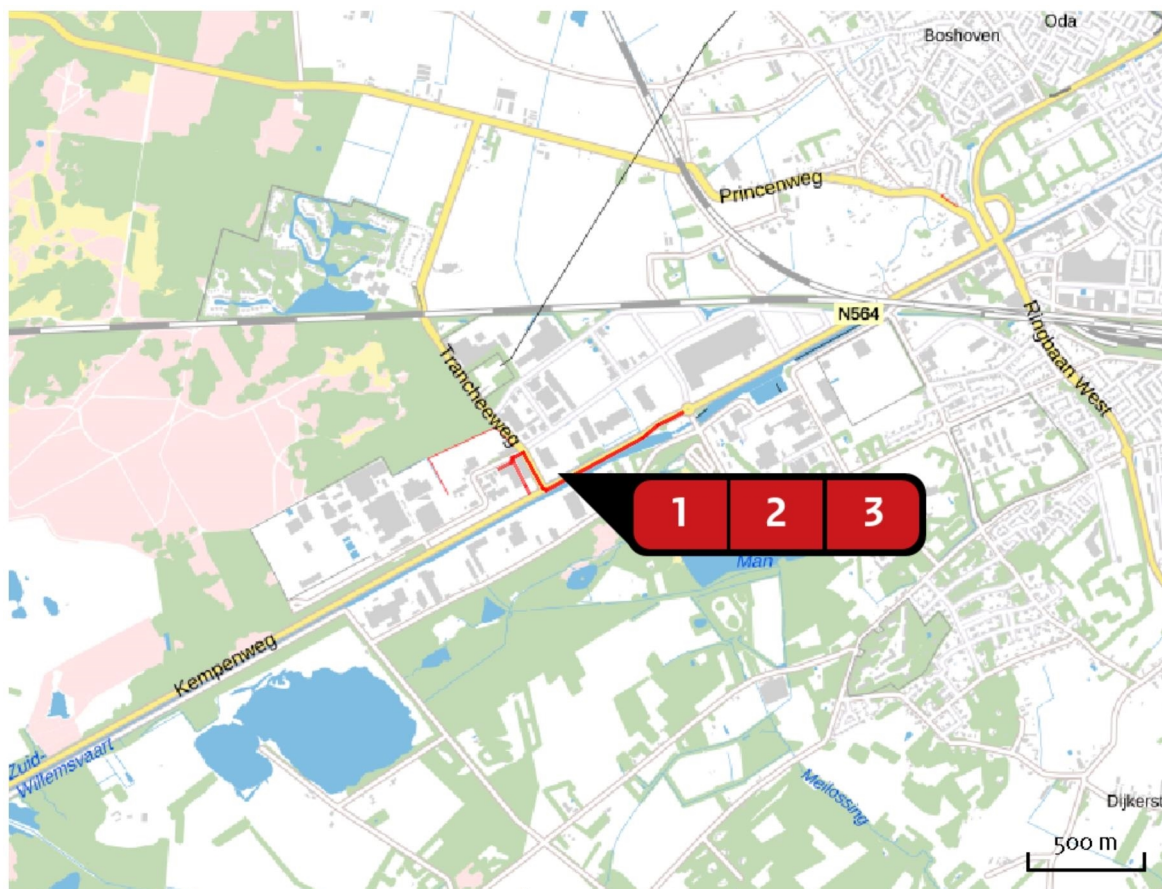 Oda
Boshoven
Princenweg
N564
Ringbaan West
Trancheeweg
1 2 3
Man
Kempenweg
Zuid-
Willemsvaart
Meilossing
Dijkerst
500 m